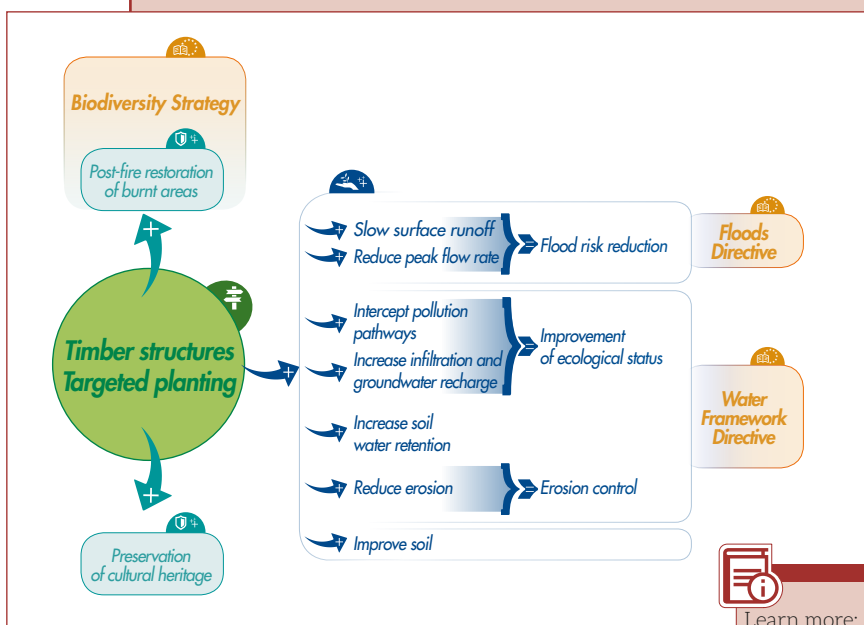 Biodiversity Strategy
Post-fire restoration
of burnt areas
Timber structures
Targeted planting
Preservation
of cultural heritage
Slow surface runoff
Reduce peak flow rate
Flood risk reduction
Floods
Directive
Intercept pollution
pathways
Increase infiltration and
groundwater recharge
Improvement
of ecological status
Increase soil
water retention
Reduce erosion
Erosion control
Water
Framework
Directive
Improve soil
Learn more: